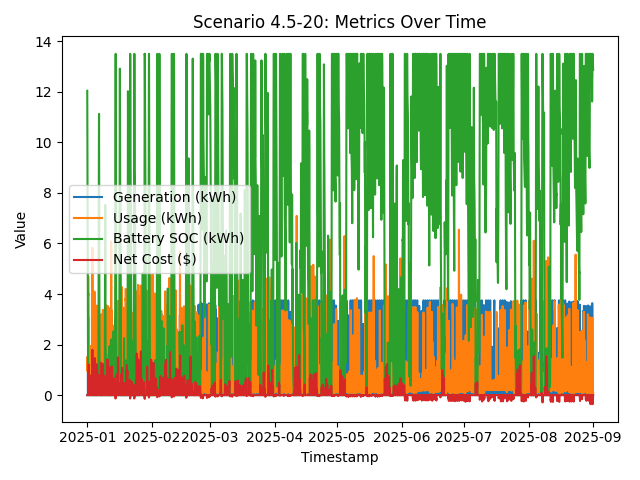 Scenario 4.5-20: Metrics Over Time
14
12
10
8
6
4
2
0
Value
Generation (kWh)
Usage (kWh)
Battery SOC (kWh)
Net Cost ($)
2025-01 2025-02 2025-03 2025-04 2025-05 2025-06 2025-07 2025-08 2025-09
Timestamp